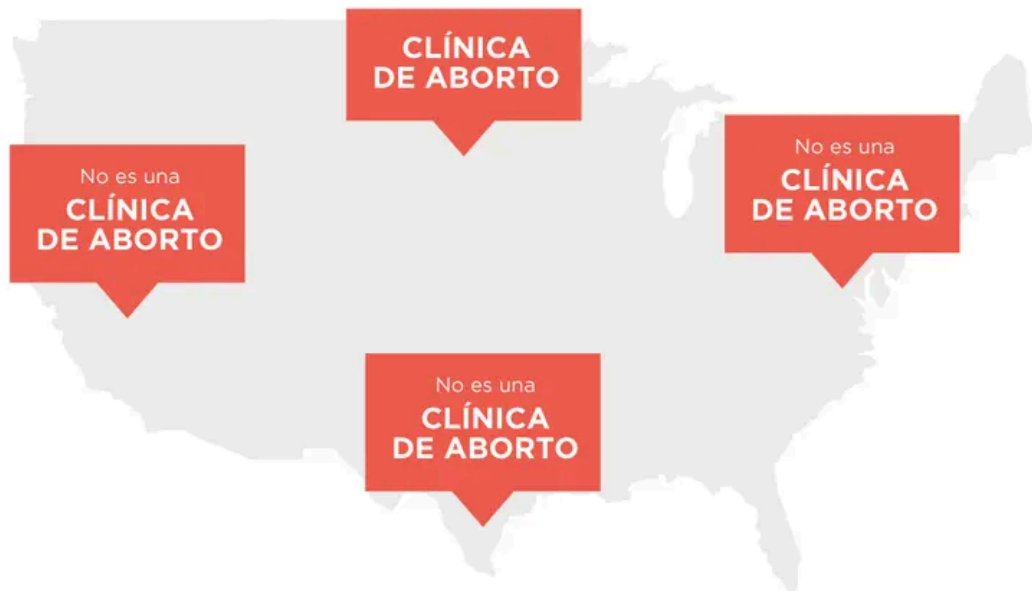 CLÍNICA
DE ABORTO
No es una
CLÍNICA
DE ABORTO
No es una
CLÍNICA
DE ABORTO
No es una
CLÍNICA
DE ABORTO